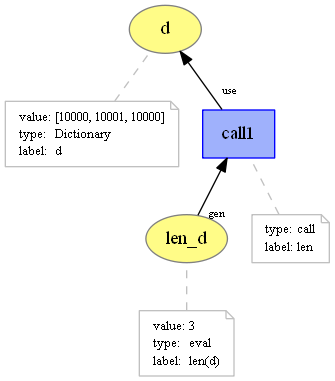 d
use
value: [10000, 10001, 10000]
type: Dictionary
label: d
call1
gen
len_d
type: call
label: len
value: 3
type: eval
label: len(d)